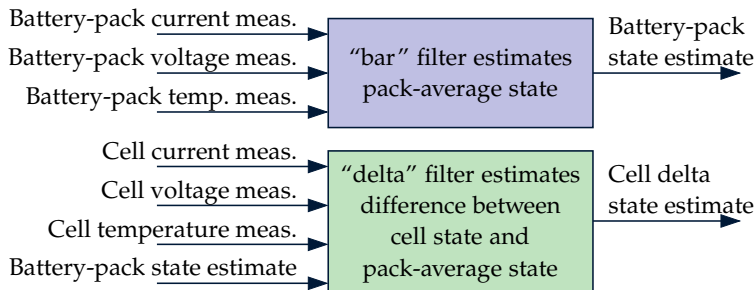 Battery-pack current meas.
Battery-pack voltage meas.
Battery-pack temp. meas.
“bar” filter estimates
pack-average state
Battery-pack
state estimate
Cell current meas.
Cell voltage meas.
Cell temperature meas.
Battery-pack state estimate
“delta” filter estimates
difference between
cell state and
pack-average state
Cell delta
state estimate